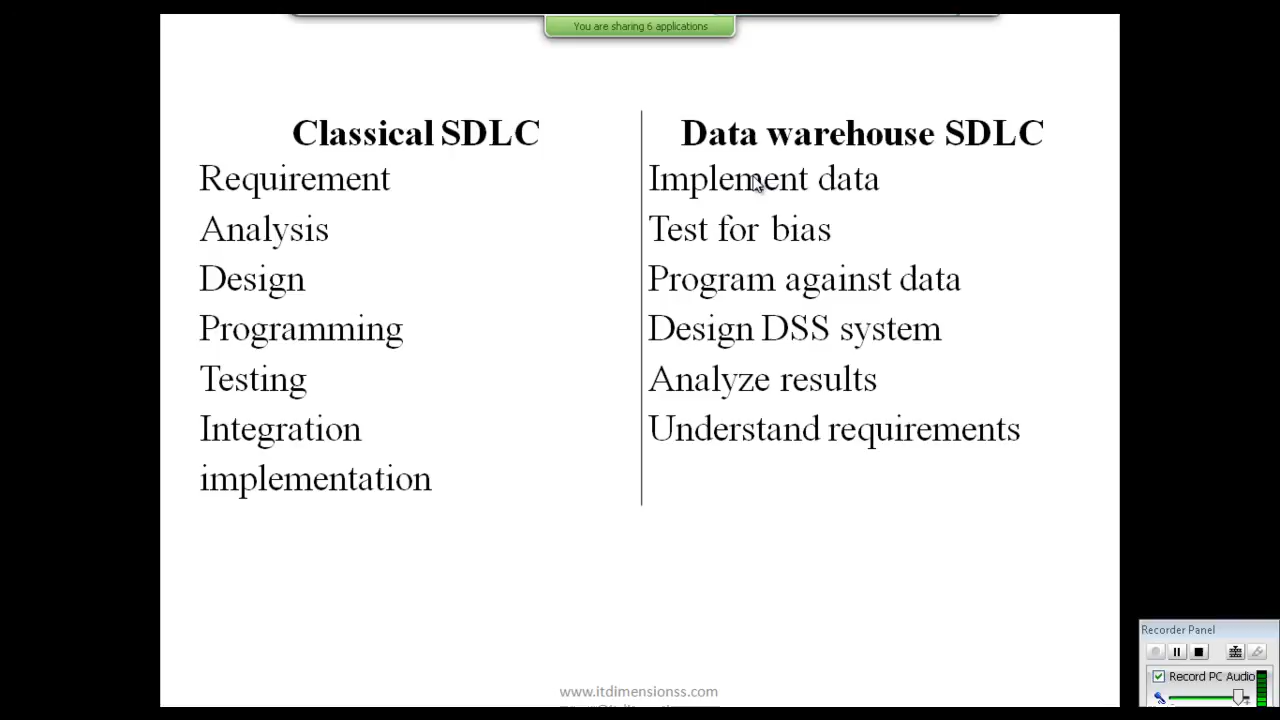 You are sharing 6 applications
Classical SDLC
Requirement
Analysis
Design
Programming
Testing
Integration
implementation
Data warehouse SDLC
Implement data
Test for bias
Program against data
Design DSS system
Analyze results
Understand requirements
www.itdimensionss.com
Recorder Panel
Record PC Audio